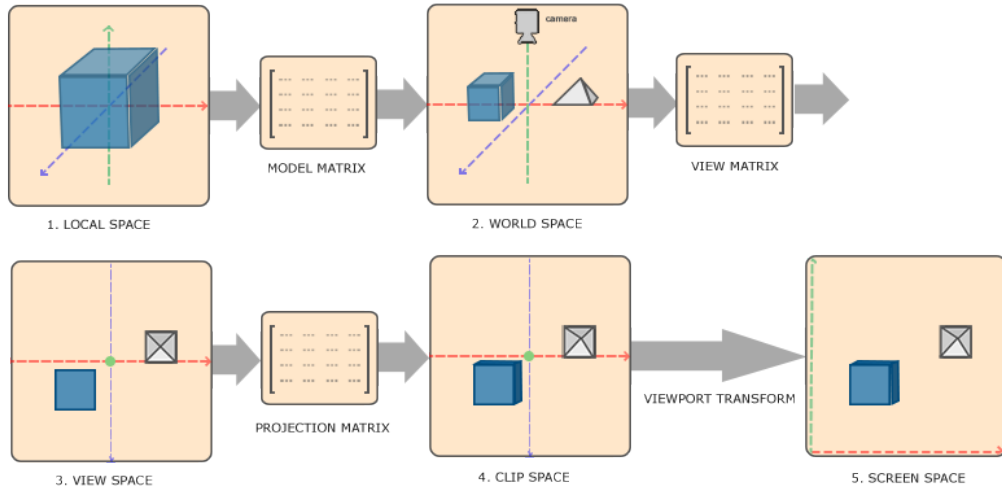 camera
MODEL MATRIX
VIEW MATRIX
1. LOCAL SPACE
2. WORLD SPACE
PROJECTION MATRIX
VIEWPORT TRANSFORM
3. VIEW SPACE
4. CLIP SPACE
5. SCREEN SPACE